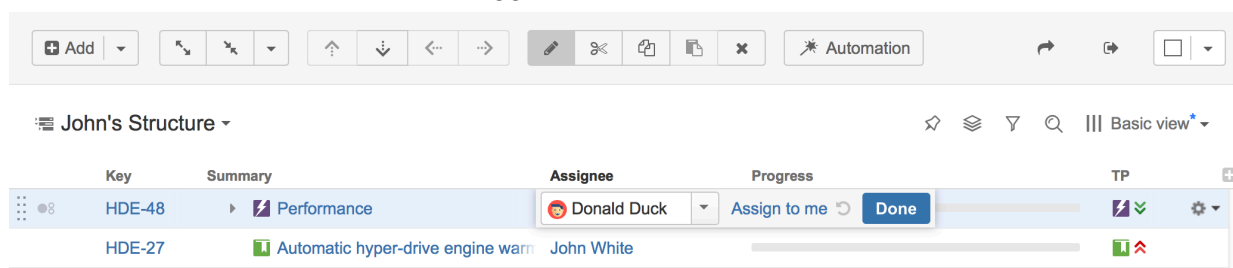 Add Automation
John's Structure Basic view*
Key Summary Assignee Progress TP
HDE-48 Performance Donald Duck Assign to me Done
HDE-27 Automatic hyper-drive engine warm John White